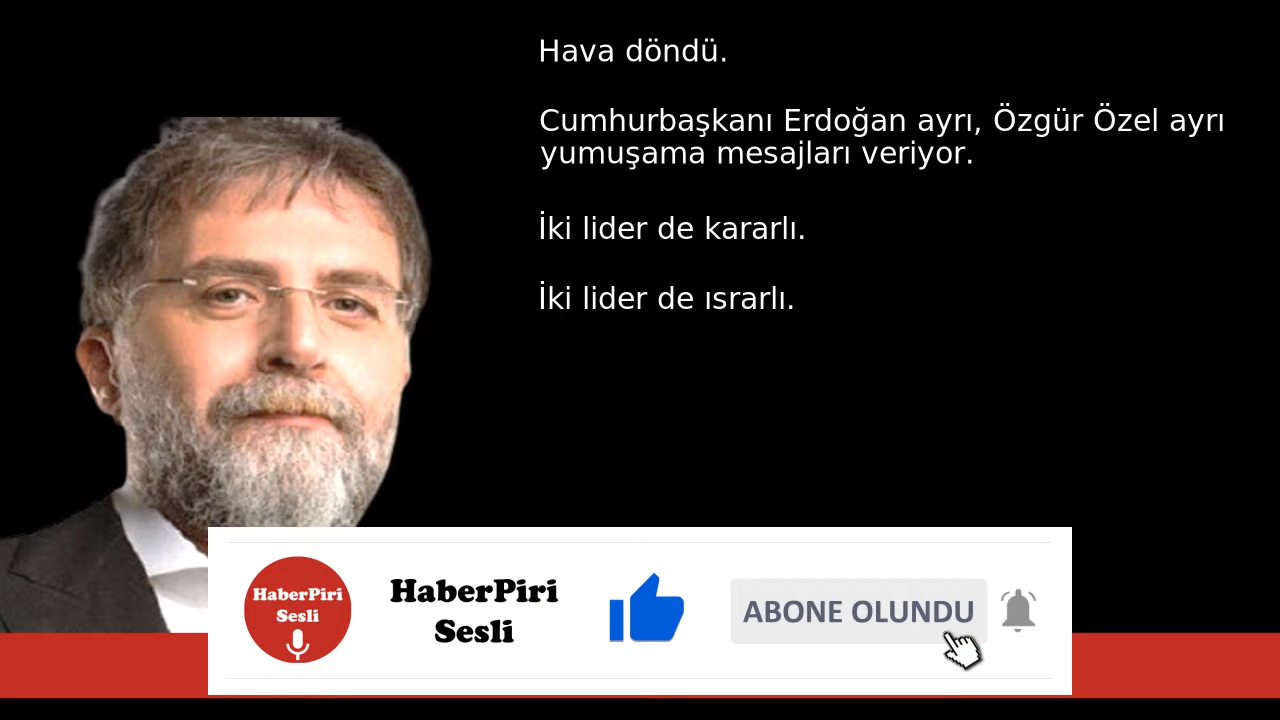 Hava döndü.
Cumhurbaşkanı Erdoğan ayrı, Özgür Özel ayrı
yumuşama mesajları veriyor.
İki lider de kararlı.
İki lider de ısrarlı.
HaberPiri
Sesli
HaberPiri
Sesli
ABONE OLUNDU